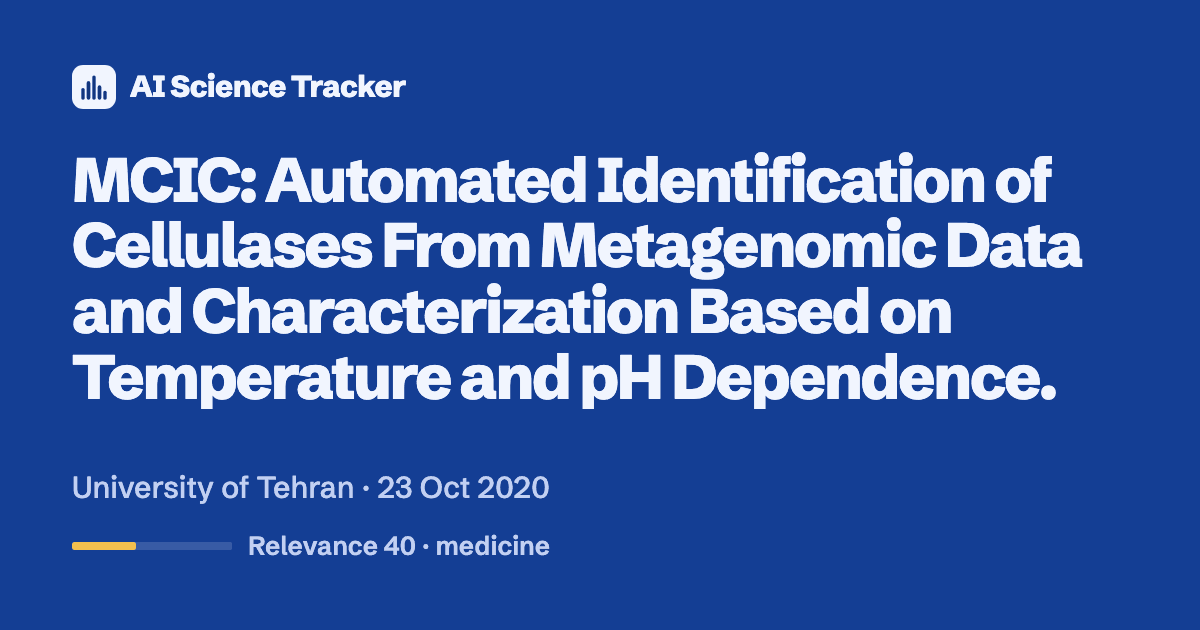 AI Science Tracker
MCIC: Automated Identification of
Cellulases From Metagenomic Data
and Characterization Based on
Temperature and pH Dependence.
University of Tehran · 23 Oct 2020
Relevance 40 · medicine